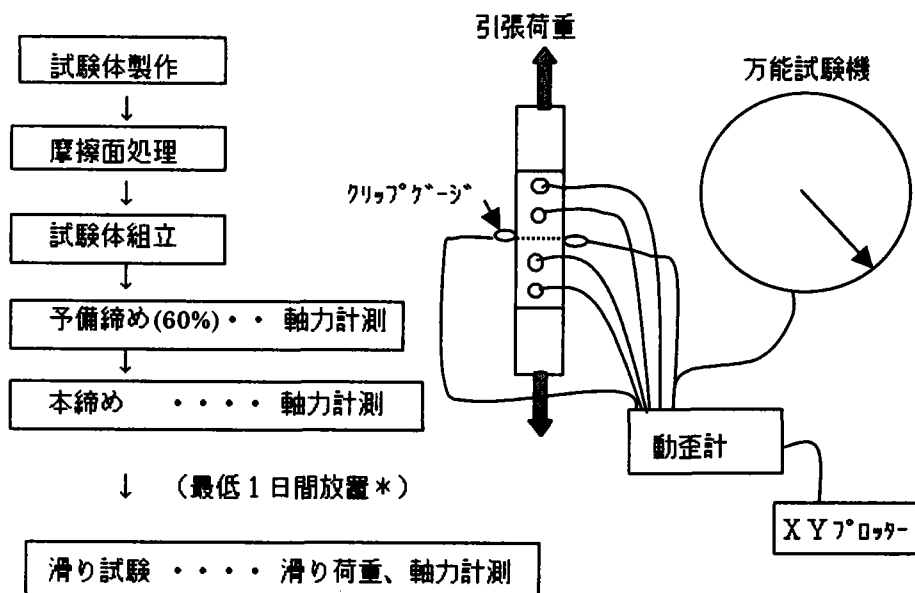 試験体製作
↓
摩擦面処理
↓
試験体組立
↓
予備締め(60%)・・ 軸力計測
↓
本締め ・・・・ 軸力計測
↓ (最低1日間放置*)
滑り試験 ・・・・ 滑り荷重、軸力計測
引張荷重
万能試験機
クリップゲージ
動歪計
XYプロッター